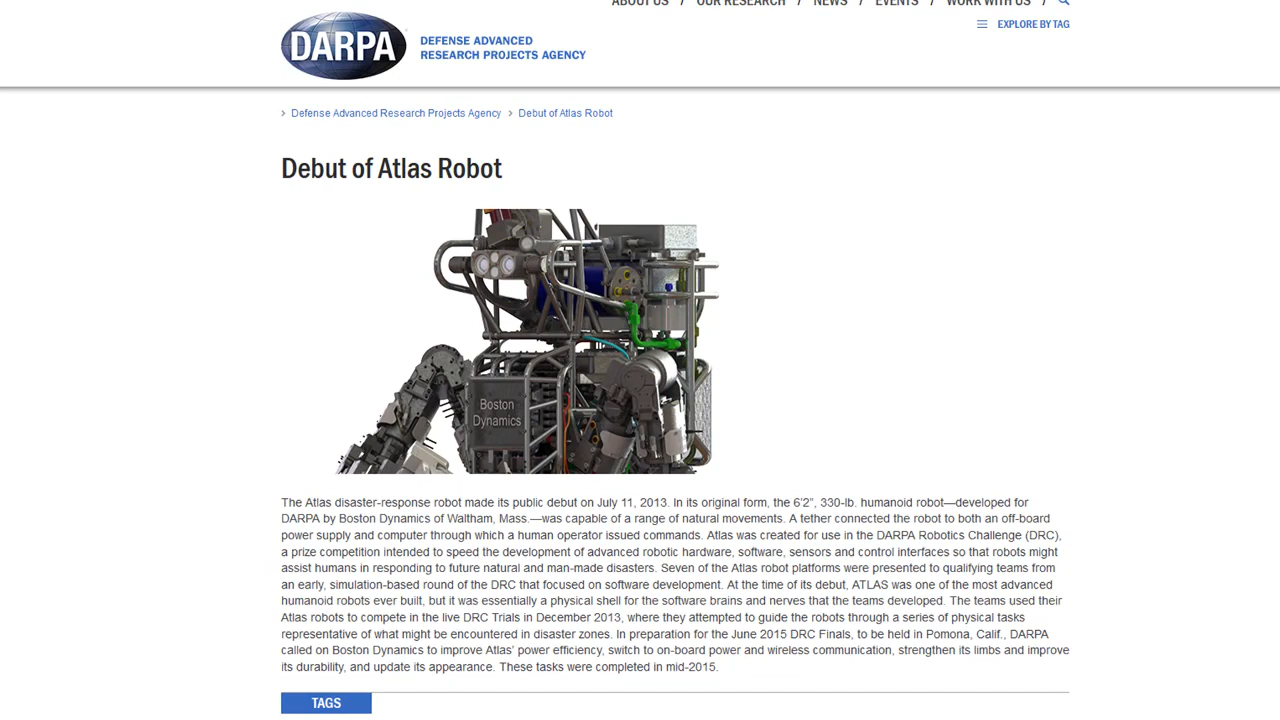 ABOUT US / OUR RESEARCH / NEWS / EVENTS / WORK WITH US /
EXPLORE BY TAG
DARPA
DEFENSE ADVANCED
RESEARCH PROJECTS AGENCY
Defense Advanced Research Projects Agency > Debut of Atlas Robot
Debut of Atlas Robot
Boston
Dynamics
The Atlas disaster-response robot made its public debut on July 11, 2013. In its original form, the 6’2”, 330-lb. humanoid robot—developed for
DARPA by Boston Dynamics of Waltham, Mass.—was capable of a range of natural movements. A tether connected the robot to both an off-board
power supply and computer through which a human operator issued commands. Atlas was created for use in the DARPA Robotics Challenge (DRC),
a prize competition intended to speed the development of advanced robotic hardware, software, sensors and control interfaces so that robots might
assist humans in responding to future natural and man-made disasters. Seven of the Atlas robot platforms were presented to qualifying teams from
an early, simulation-based round of the DRC that focused on software development. At the time of its debut, ATLAS was one of the most advanced
humanoid robots ever built, but it was essentially a physical shell for the software brains and nerves that the teams developed. The teams used their
Atlas robots to compete in the live DRC Trials in December 2013, where they attempted to guide the robots through a series of physical tasks
representative of what might be encountered in disaster zones. In preparation for the June 2015 DRC Finals, to be held in Pomona, Calif., DARPA
called on Boston Dynamics to improve Atlas’ power efficiency, switch to on-board power and wireless communication, strengthen its limbs and improve
its durability, and update its appearance. These tasks were completed in mid-2015.
TAGS